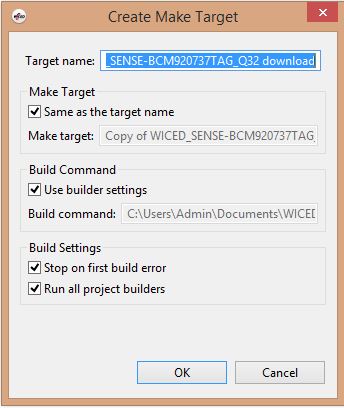 Create Make Target
Target name: _SENSE-BCM920737TAG_Q32 download
Make Target
Same as the target name
Make target: Copy of WICED_SENSE-BCM920737TAG_
Build Command
Use builder settings
Build command: C:\Users\Admin\Documents\WICED
Build Settings
Stop on first build error
Run all project builders
OK Cancel